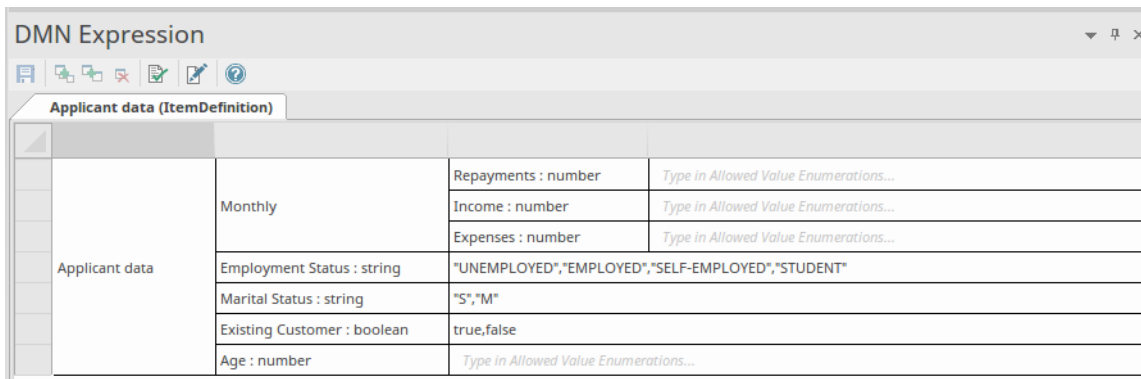 DMN Expression
Applicant data (ItemDefinition)
Repayments : number Type in Allowed Value Enumerations...
Monthly Income : number Type in Allowed Value Enumerations...
Expenses : number Type in Allowed Value Enumerations...
Applicant data Employment Status : string "UNEMPLOYED","EMPLOYED","SELF-EMPLOYED","STUDENT"
Marital Status : string "S","M"
Existing Customer : boolean true,false
Age : number Type in Allowed Value Enumerations...